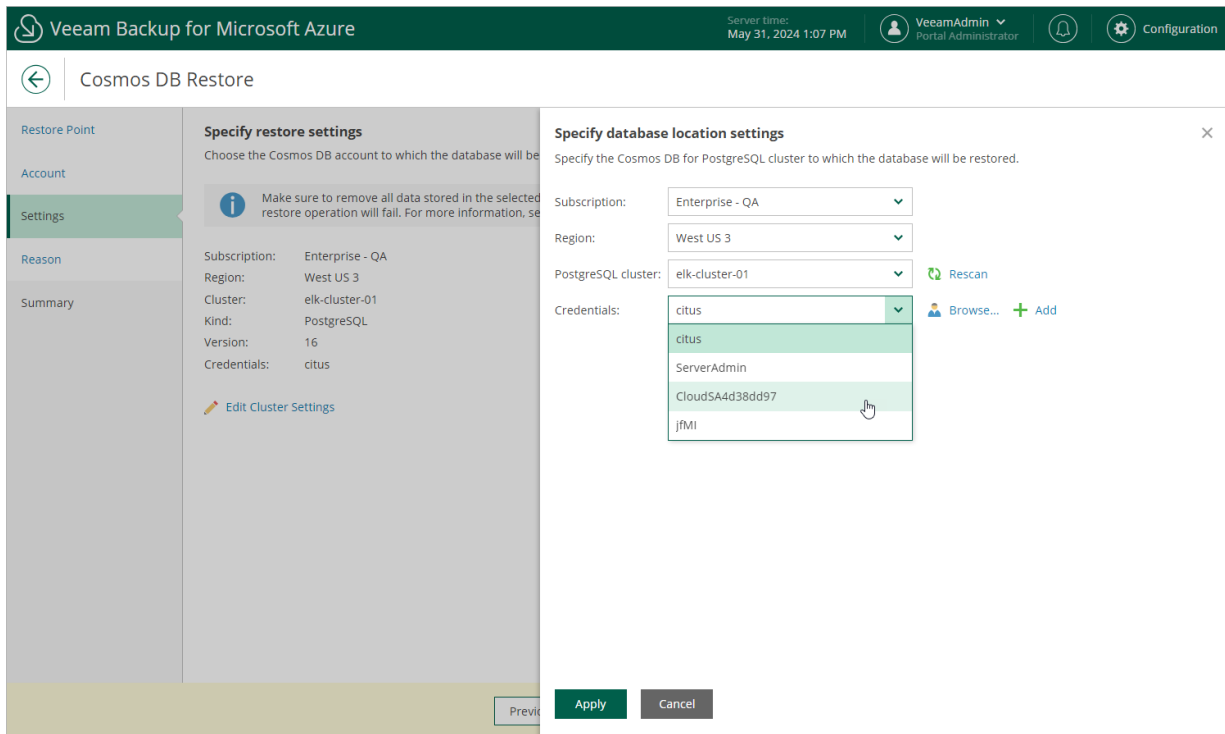 Veeam Backup for Microsoft Azure
Server time:
May 31, 2024 1:07 PM
VeeamAdmin
Portal Administrator
Configuration
Cosmos DB Restore
Restore Point
Account
Settings
Reason
Summary
Specify restore settings
Choose the Cosmos DB account to which the database will be
Make sure to remove all data stored in the selected
restore operation will fail. For more information, se
Subscription: Enterprise - QA
Region: West US 3
Cluster: elk-cluster-01
Kind: PostgreSQL
Version: 16
Credentials: citus
Edit Cluster Settings
Previo
Specify database location settings
Specify the Cosmos DB for PostgreSQL cluster to which the database will be restored.
Subscription: Enterprise - QA
Region: West US 3
PostgreSQL cluster: elk-cluster-01 Rescan
Credentials: citus Browse... Add
citus
ServerAdmin
CloudSA4d38dd97
jfMI
Apply Cancel